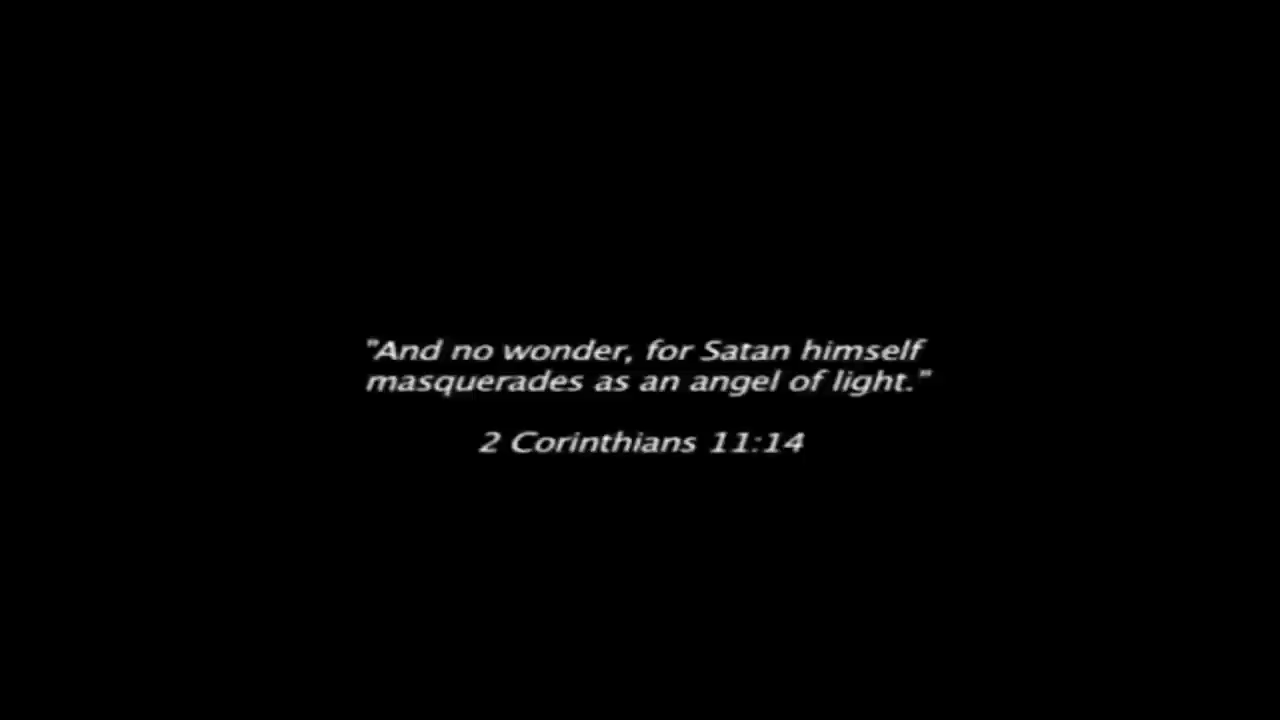 "And no wonder, for Satan himself
masquerades as an angel of light."
2 Corinthians 11:14